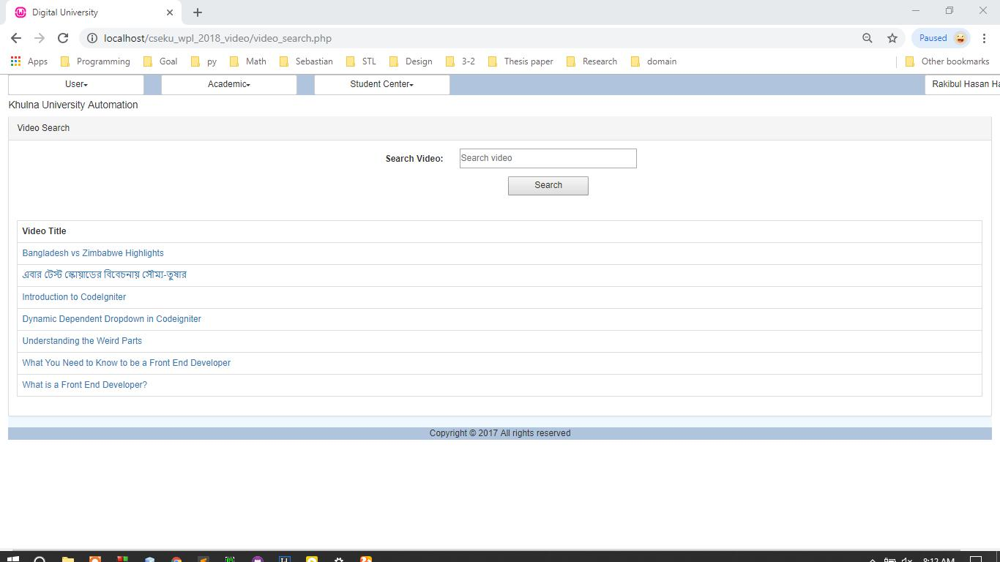 Digital University
localhost/cseku_wpl_2018_video/video_search.php
Paused
Apps Programming Goal py Math Sebastian STL Design 3-2 Thesis paper Research domain Other bookmarks
User Academic Student Center Rakibul Hasan Ha
Khulna University Automation
Video Search
Search Video: Search video
Search
Video Title
Bangladesh vs Zimbabwe Highlights
এবার টেস্ট স্কোয়াডের বিবেচনায় সৌম্য-তুষার
Introduction to CodeIgniter
Dynamic Dependent Dropdown in Codeigniter
Understanding the Weird Parts
What You Need to Know to be a Front End Developer
What is a Front End Developer?
Copyright © 2017 All rights reserved
8:12 AM